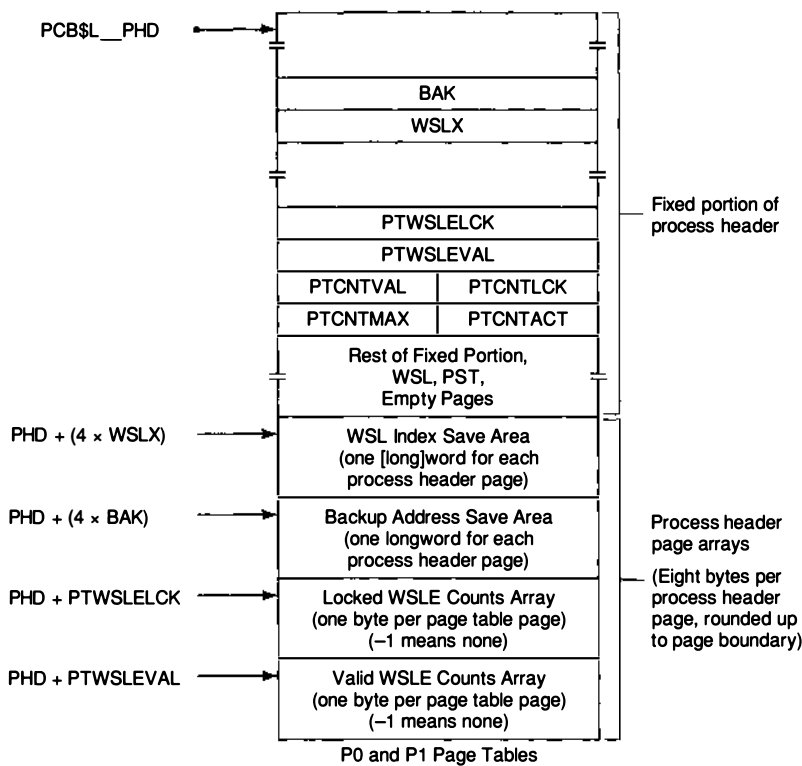 PCB$L__PHD
BAK
WSLX
PTWSLELCK
PTWSLEVAL
PTCNTVAL PTCNTLCK
PTCNTMAX PTCNTACT
Rest of Fixed Portion,
WSL, PST,
Empty Pages
Fixed portion of
process header
PHD + (4 × WSLX)
WSL Index Save Area
(one [long]word for each
process header page)
PHD + (4 × BAK)
Backup Address Save Area
(one longword for each
process header page)
PHD + PTWSLELCK
Locked WSLE Counts Array
(one byte per page table page)
(–1 means none)
PHD + PTWSLEVAL
Valid WSLE Counts Array
(one byte per page table page)
(–1 means none)
Process header
page arrays
(Eight bytes per
process header
page, rounded up
to page boundary)
P0 and P1 Page Tables